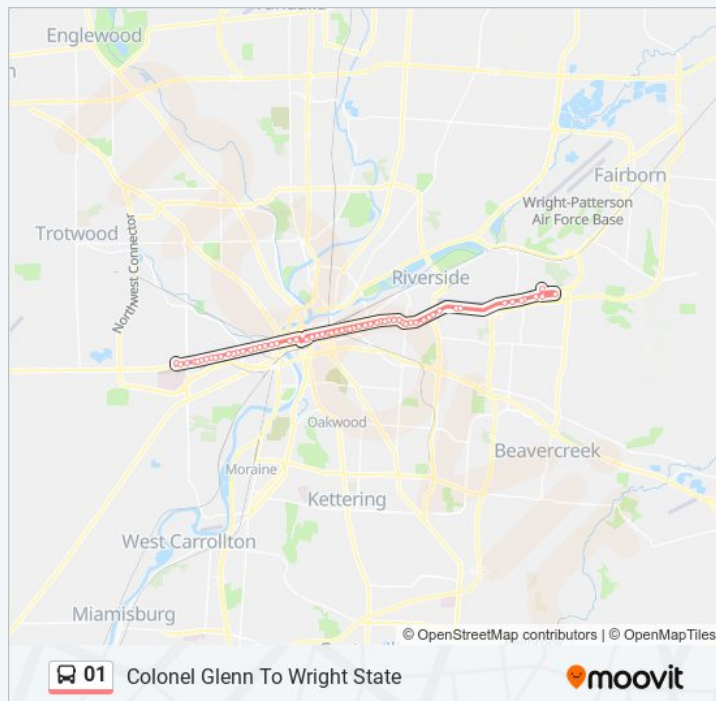 Englewood
Fairborn
Wright-Patterson
Air Force Base
Trotwood
Northwest Connector
Riverside
Oakwood
Beavercreek
Moraine
Kettering
West Carrollton
Miamisburg
© OpenStreetMap contributors | © OpenMapTiles
01 Colonel Glenn To Wright State
moovit